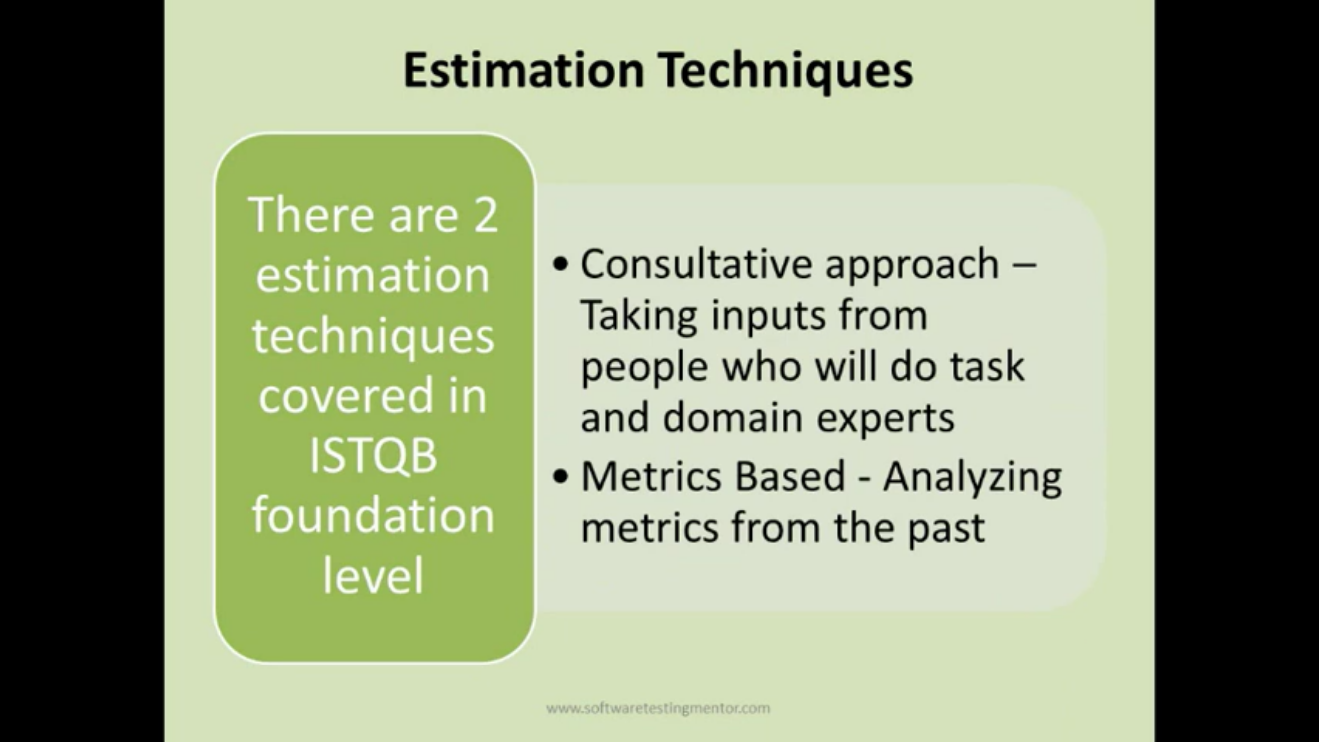 Estimation Techniques
There are 2
estimation
techniques
covered in
ISTQB
foundation
level
• Consultative approach –
Taking inputs from
people who will do task
and domain experts
• Metrics Based - Analyzing
metrics from the past
www.softwaretestingmentor.com